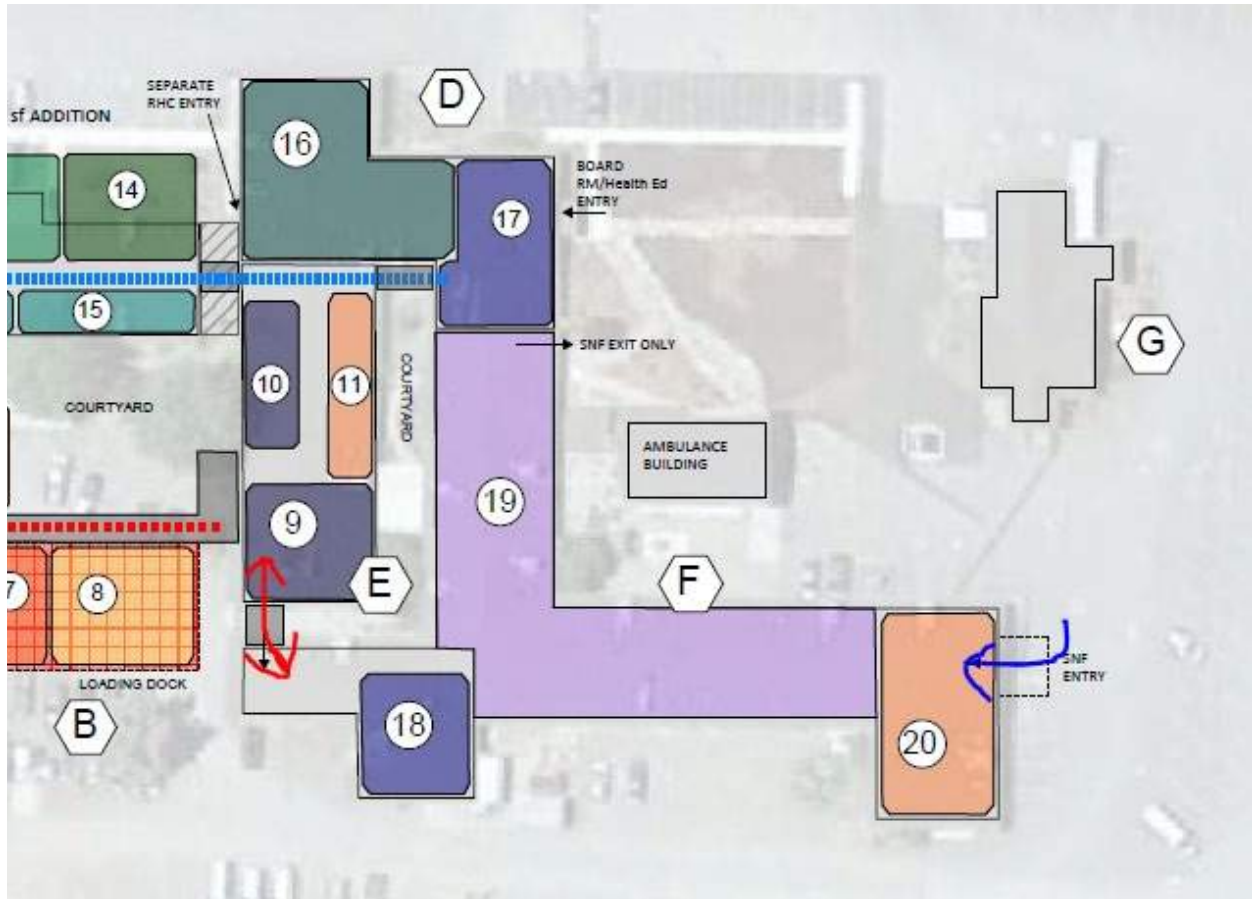 SEPARATE
RHC ENTRY
D
sf ADDITION
16
14
BOARD
RM/Health Ed
ENTRY
17
15
SNF EXIT ONLY
G
10
11
COURTYARD
COURTYARD
AMBULANCE
BUILDING
19
9
E
F
7
8
SNF
ENTRY
LOADING DOCK
B
18
20